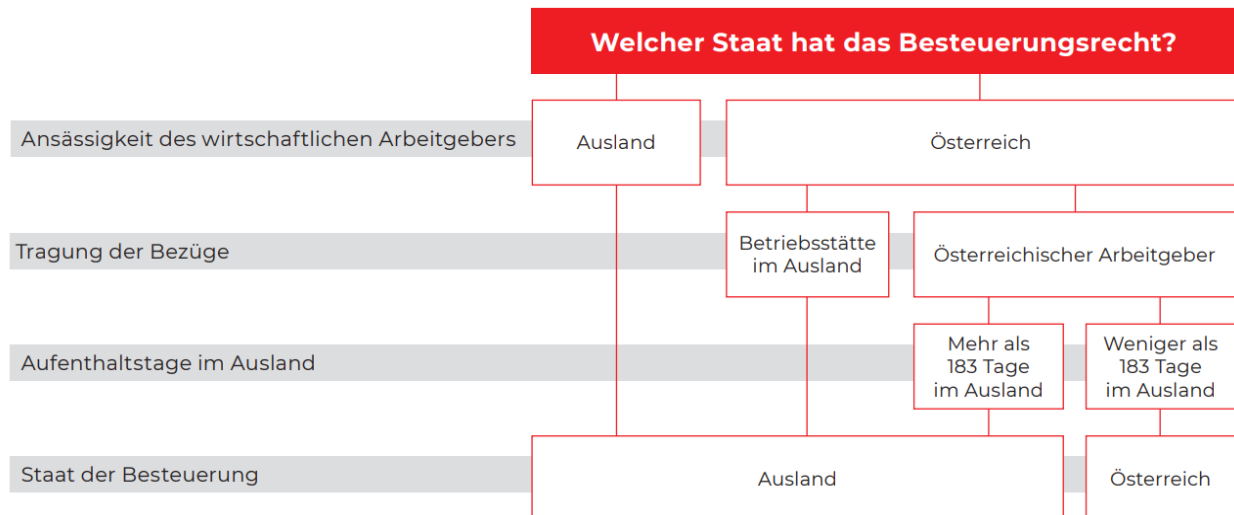 Welcher Staat hat das Besteuerungsrecht?
Ansässigkeit des wirtschaftlichen Arbeitgebers
Ausland
Österreich
Tragung der Bezüge
Betriebsstätte
im Ausland
Österreichischer Arbeitgeber
Aufenthaltstage im Ausland
Mehr als
183 Tage
im Ausland
Weniger als
183 Tage
im Ausland
Staat der Besteuerung
Ausland
Österreich